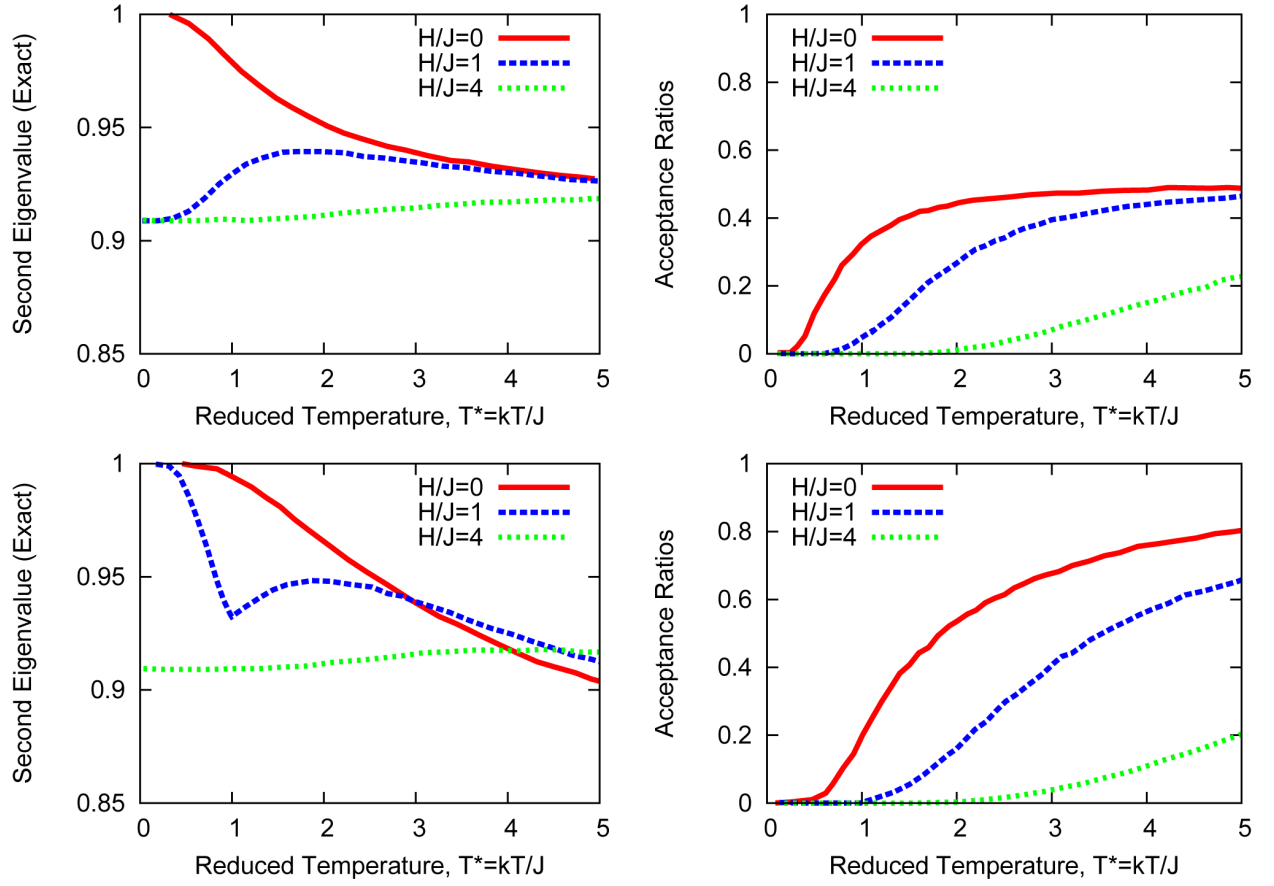 Second Eigenvalue (Exact)
1
0.95
0.9
0.85
H/J=0
H/J=1
H/J=4
0 1 2 3 4 5
Reduced Temperature, T*=kT/J
Acceptance Ratios
1
0.8
0.6
0.4
0.2
0
H/J=0
H/J=1
H/J=4
0 1 2 3 4 5
Reduced Temperature, T*=kT/J
Second Eigenvalue (Exact)
1
0.95
0.9
0.85
H/J=0
H/J=1
H/J=4
0 1 2 3 4 5
Reduced Temperature, T*=kT/J
Acceptance Ratios
1
0.8
0.6
0.4
0.2
0
H/J=0
H/J=1
H/J=4
0 1 2 3 4 5
Reduced Temperature, T*=kT/J